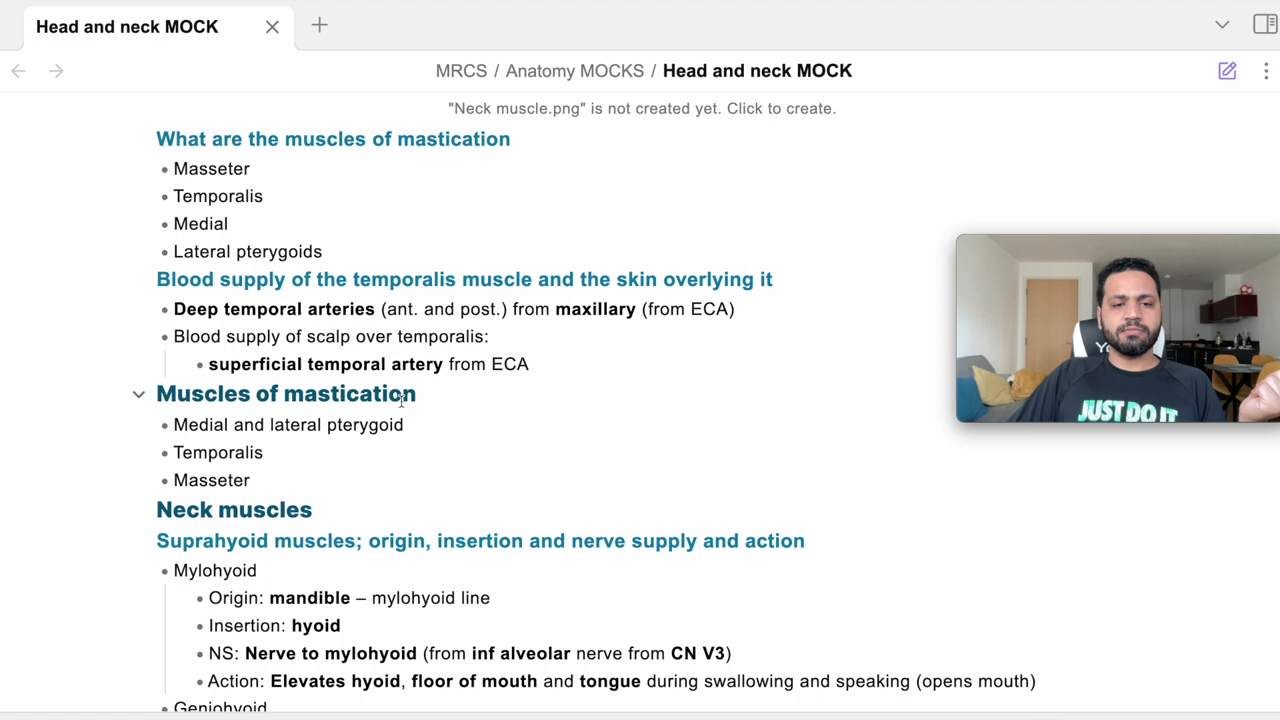 Head and neck MOCK
MRCS / Anatomy MOCKS / Head and neck MOCK
"Neck muscle.png" is not created yet. Click to create.
What are the muscles of mastication
Masseter
Temporalis
Medial
Lateral pterygoids
Blood supply of the temporalis muscle and the skin overlying it
Deep temporal arteries (ant. and post.) from maxillary (from ECA)
Blood supply of scalp over temporalis:
superficial temporal artery from ECA
Muscles of mastication
Medial and lateral pterygoid
Temporalis
Masseter
Neck muscles
Suprahyoid muscles; origin, insertion and nerve supply and action
Mylohyoid
Origin: mandible – mylohyoid line
Insertion: hyoid
NS: Nerve to mylohyoid (from inf alveolar nerve from CN V3)
Action: Elevates hyoid, floor of mouth and tongue during swallowing and speaking (opens mouth)
Geniohyoid
JUST DO IT